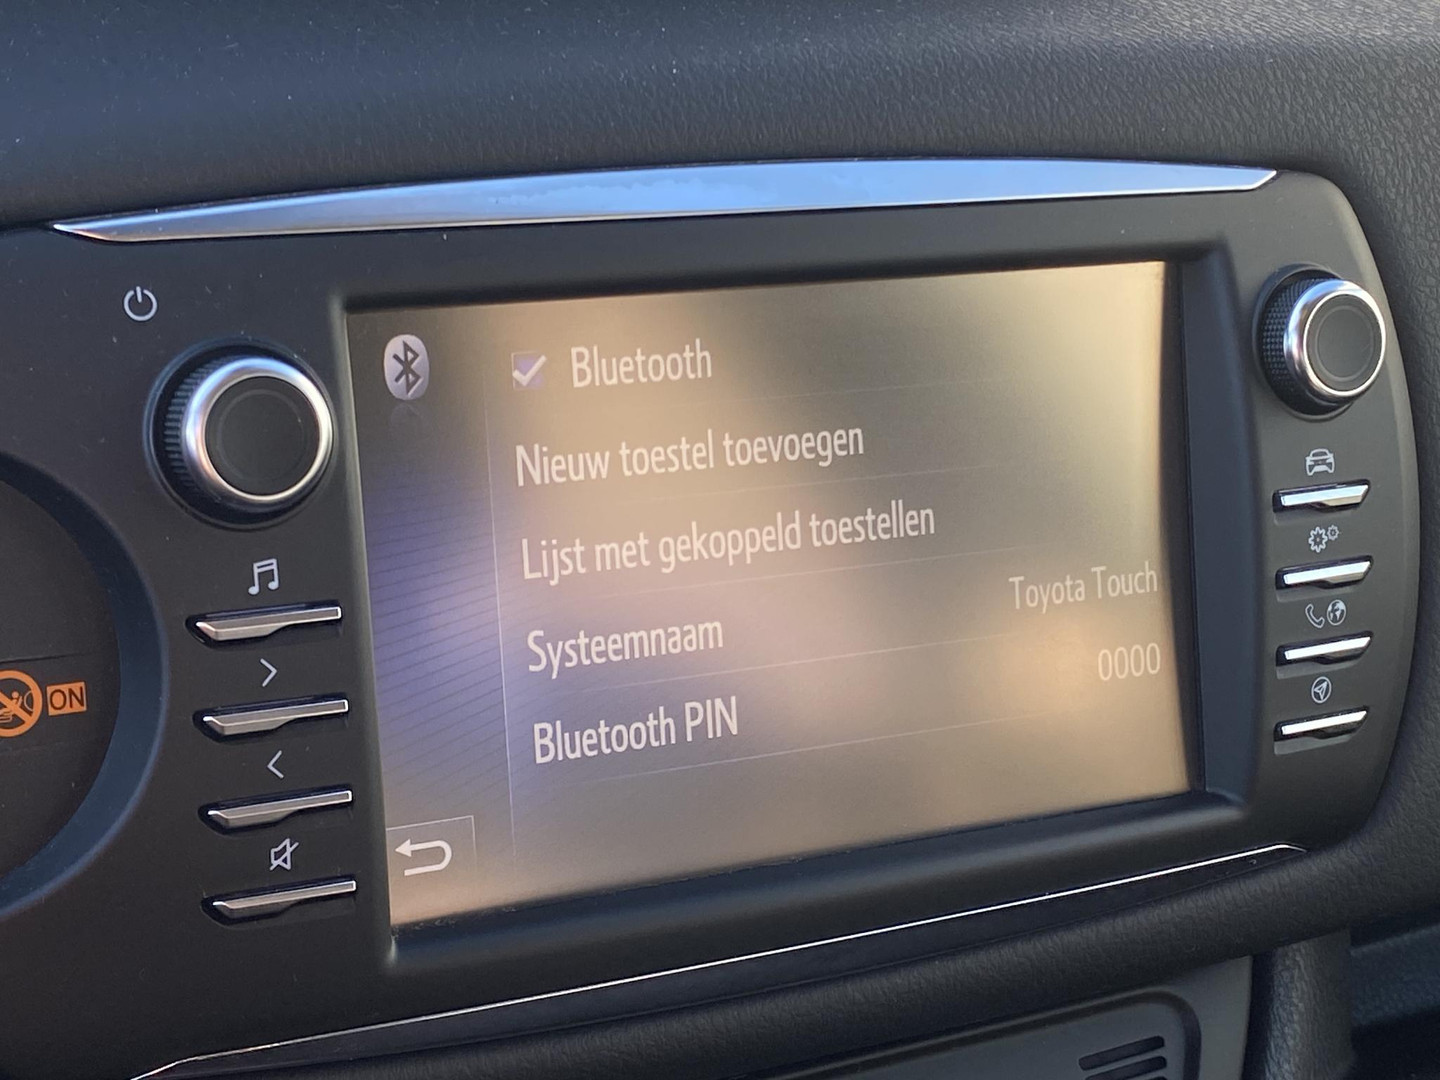 Bluetooth
Nieuw toestel toevoegen
Lijst met gekoppeld toestellen
Systeemnaam Toyota Touch
Bluetooth PIN 0000
ON